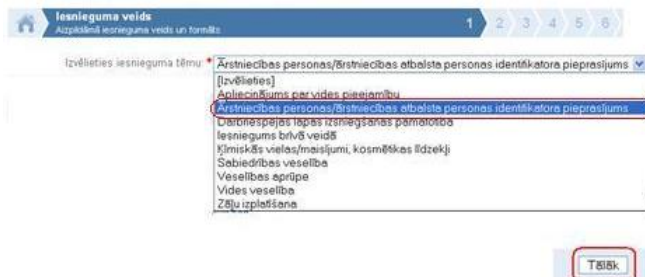 Iesnieguma veids
Aizpildāmā iesnieguma veids un formāts
1 2 3 4 5 6
Izvēlieties iesnieguma tēmu: * Ārstniecības personas/ārstniecības atbalsta personas identifikatora pieprasījums
[Izvēlieties]
Apliecinājums par vides pieejamību
Ārstniecības personas/ārstniecības atbalsta personas identifikatora pieprasījums
Darbnespējas lapas izsniegšanas pamatotība
Iesniegums brīvā veidā
Ķīmiskās vielas/maisījumi, kosmētikas līdzekļi
Sabiedrības veselība
Veselības aprūpe
Vides veselība
Zāļu izplatīšana
Tālāk